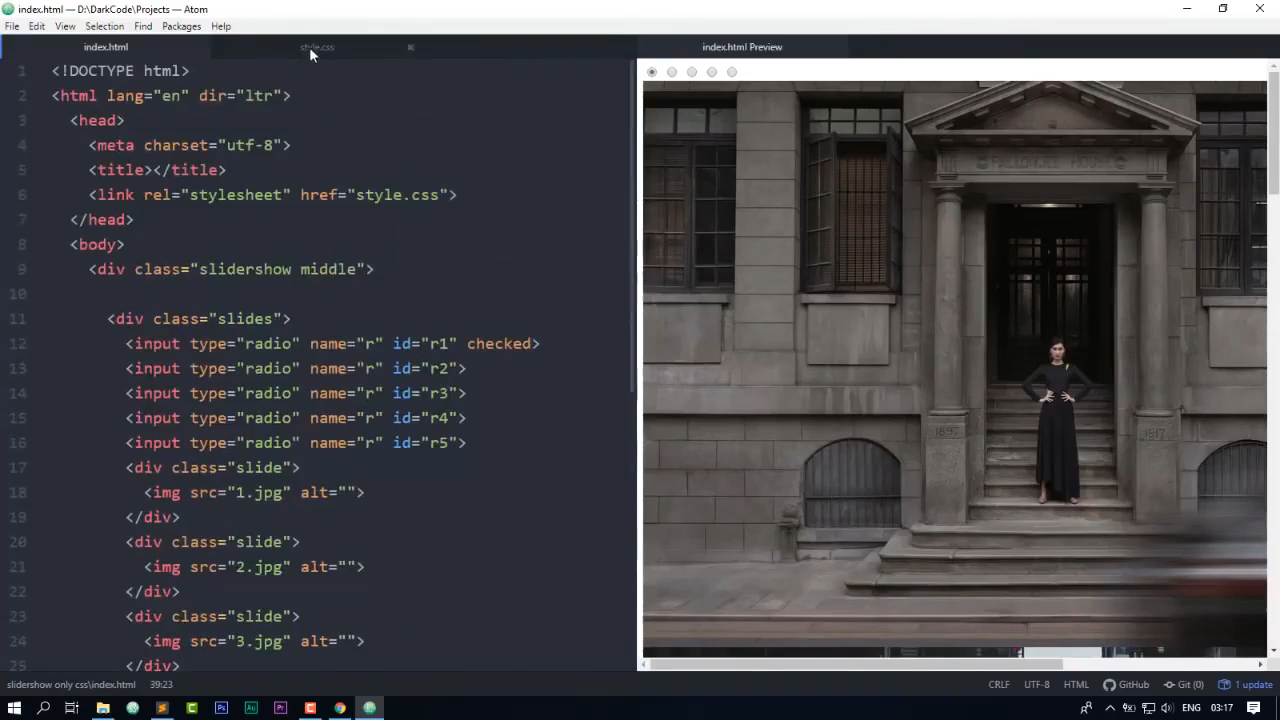 index.html — D:\DarkCode\Projects — Atom
File Edit View Selection Find Packages Help
index.html style.css index.html Preview
1 <!DOCTYPE html>
2 <html lang="en" dir="ltr">
3 <head>
4 <meta charset="utf-8">
5 <title></title>
6 <link rel="stylesheet" href="style.css">
7 </head>
8 <body>
9 <div class="slidershow middle">
10
11 <div class="slides">
12 <input type="radio" name="r" id="r1" checked>
13 <input type="radio" name="r" id="r2">
14 <input type="radio" name="r" id="r3">
15 <input type="radio" name="r" id="r4">
16 <input type="radio" name="r" id="r5">
17 <div class="slide">
18 <img src="1.jpg" alt="">
19 </div>
20 <div class="slide">
21 <img src="2.jpg" alt="">
22 </div>
23 <div class="slide">
24 <img src="3.jpg" alt="">
25 </div>
1897 1917
slideshow only css\index.html 39:23 CRLF UTF-8 HTML GitHub Git (0) 1 update
Ps Au Pr ENG 03:17